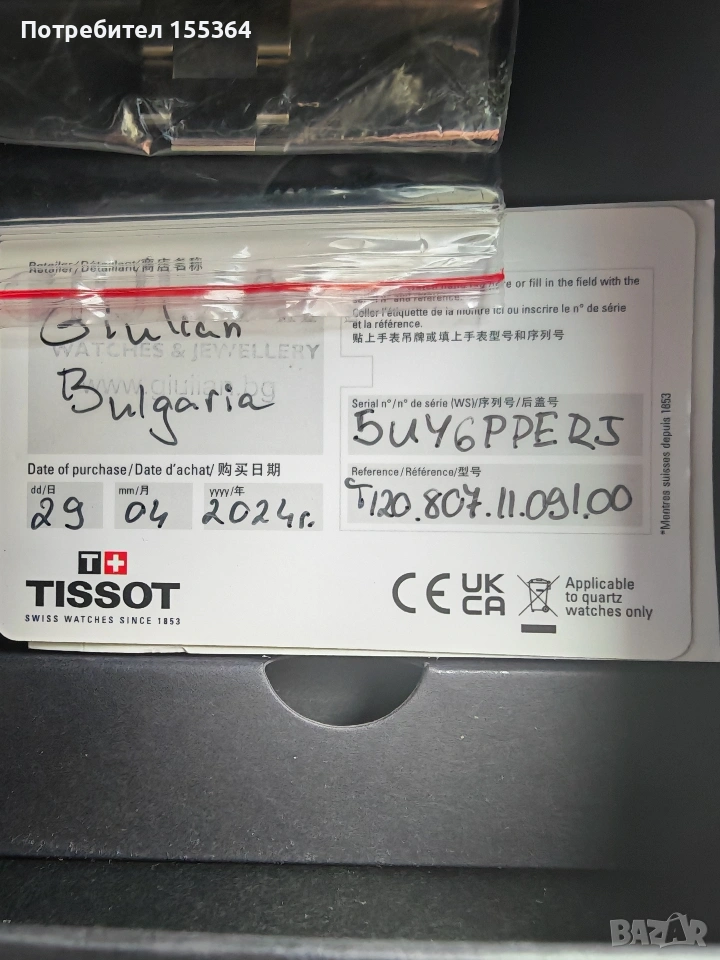 Потребител 155364
Retailer/Détaillant/商店名称
Giulian
WATCHES & JEWELLERY
www.giulian.bg
Bulgaria
Date of purchase/Date d'achat/购买日期
dd/日 mm/月 yyyy/年
29 04 2024г.
T+
TISSOT
SWISS WATCHES SINCE 1853
or fill in the field with the
and reference.
Coller l'étiquette de la montre ici ou inscrire le n° de série
et la référence.
贴上手表吊牌或填上手表型号和序列号
Serial n°/n° de série (WS)/序列号/后盖号
5UY6PPERJ
Reference/Référence/型号
T120.807.11.091.00
*Montres suisses depuis 1853
CE UK
CA
Applicable
to quartz
watches only
BAZAR